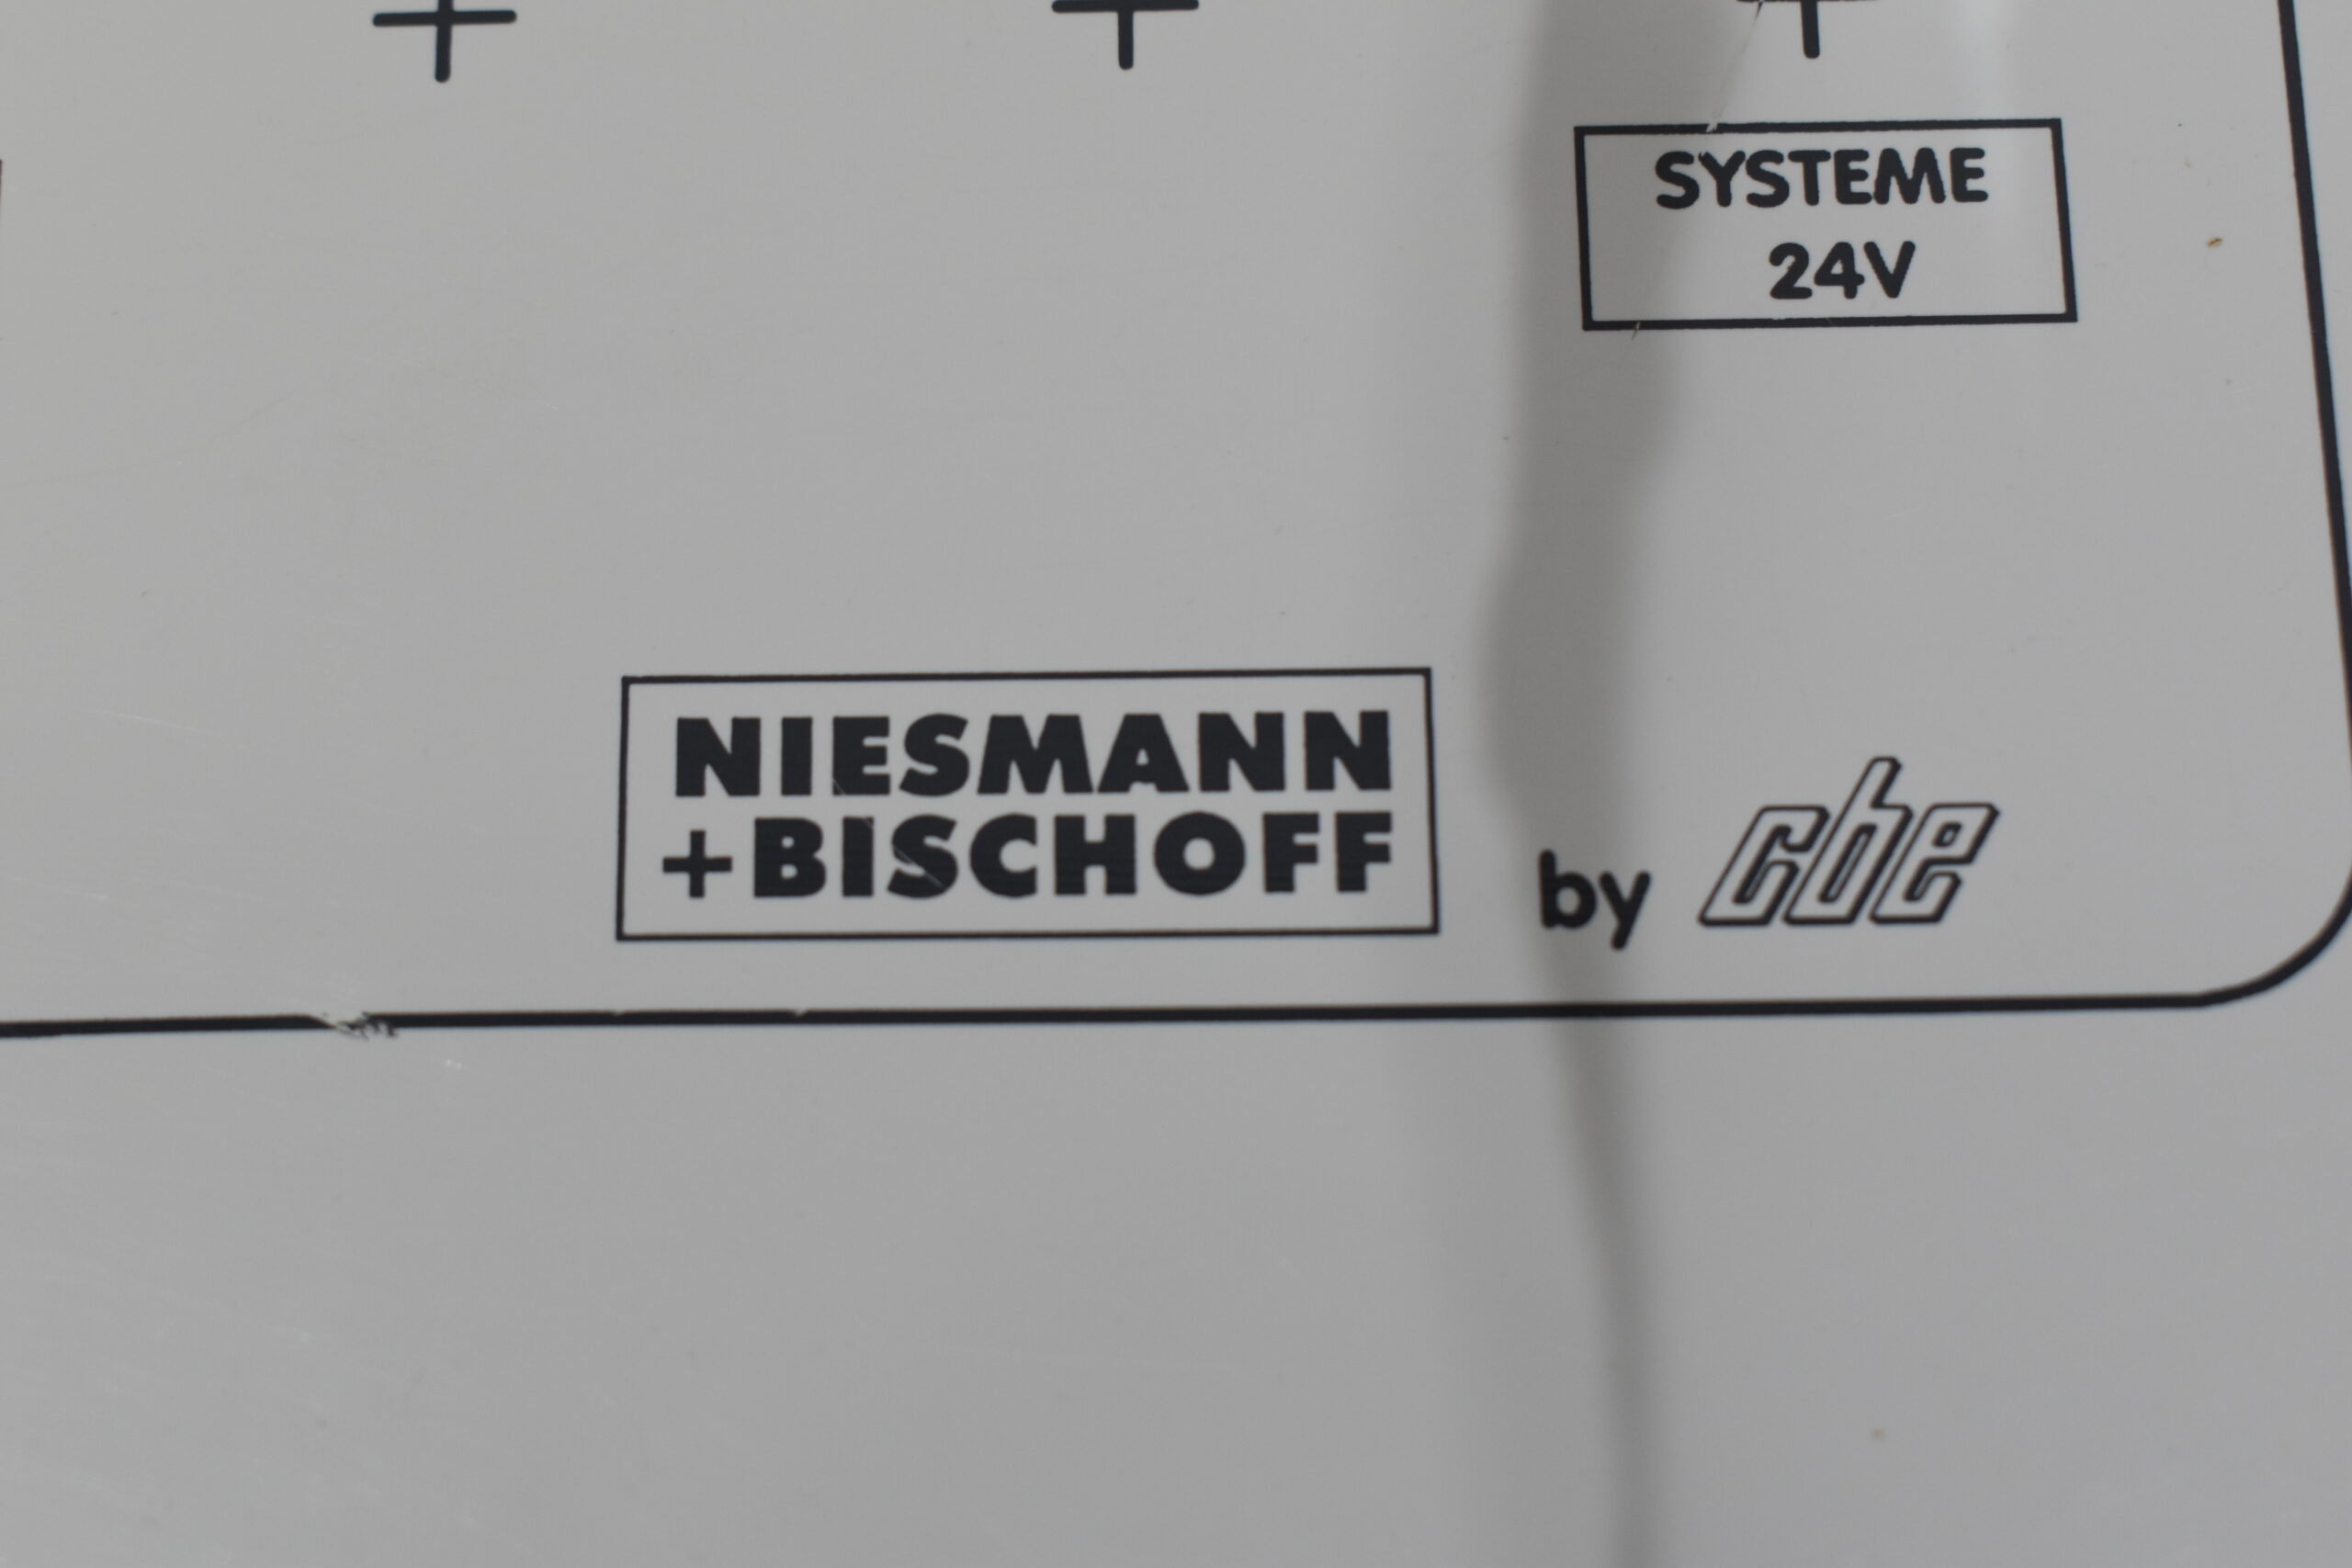 SYSTEME
24V
NIESMANN
+BISCHOFF
by cbe